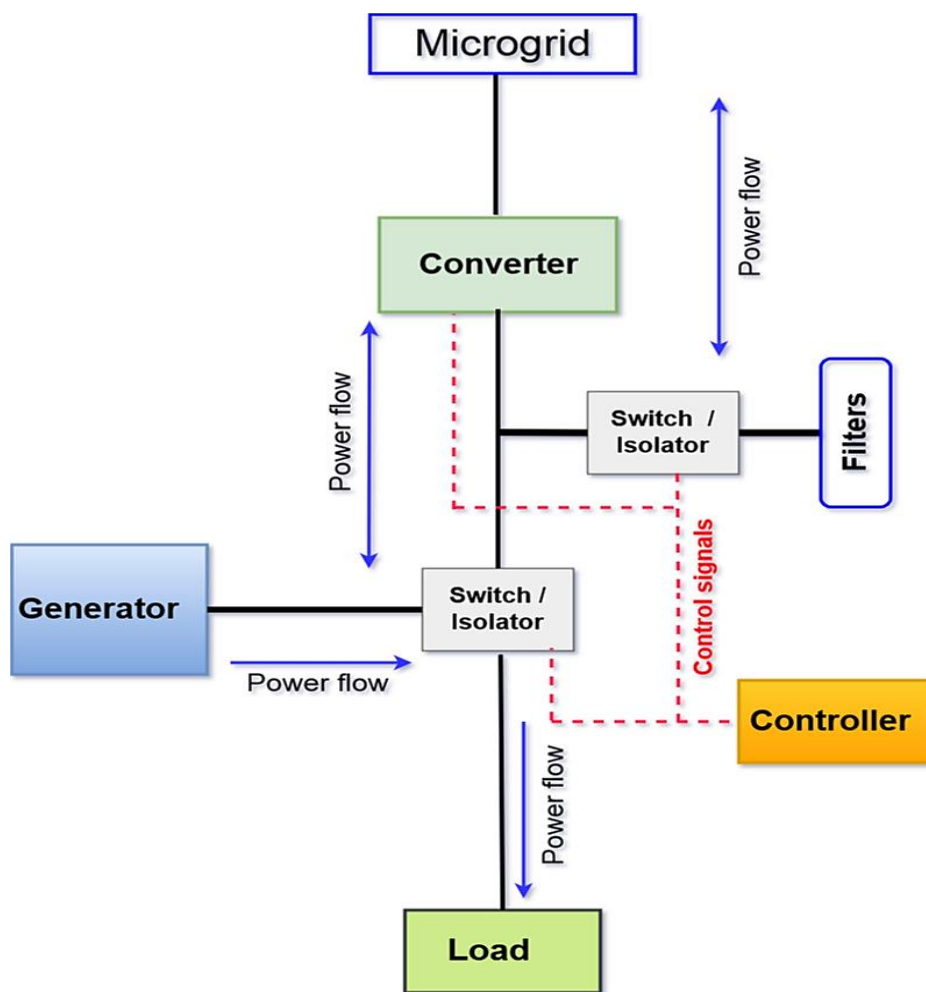 Microgrid
Power flow
Converter
Power flow
Switch /
Isolator
Filters
Control signals
Generator
Switch /
Isolator
Power flow
Controller
Power flow
Load